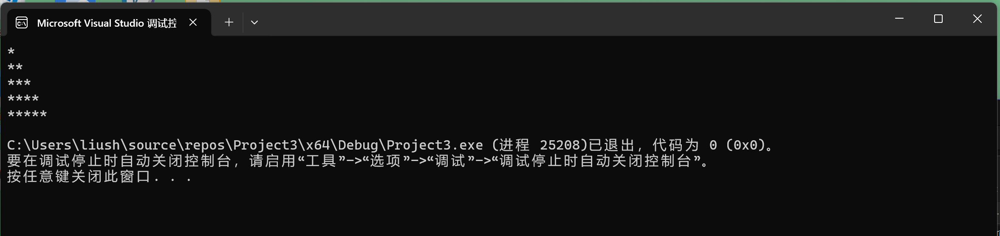 Microsoft Visual Studio 调试控
*
**
***
****
*****
C:\Users\liush\source\repos\Project3\x64\Debug\Project3.exe (进程 25208)已退出，代码为 0 (0x0)。
要在调试停止时自动关闭控制台，请启用“工具”->“选项”->“调试”->“调试停止时自动关闭控制台”。
按任意键关闭此窗口. . .